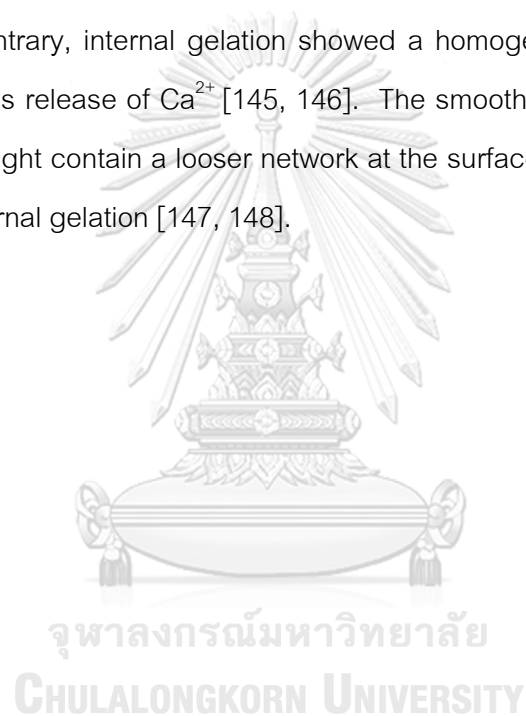 ntrary, internal gelation showed a homoge
s release of Ca²⁺ [145, 146]. The smooth
ght contain a looser network at the surface
rnal gelation [147, 148].
จุฬาลงกรณ์มหาวิทยาลัย
CHULALONGKORN UNIVERSITY